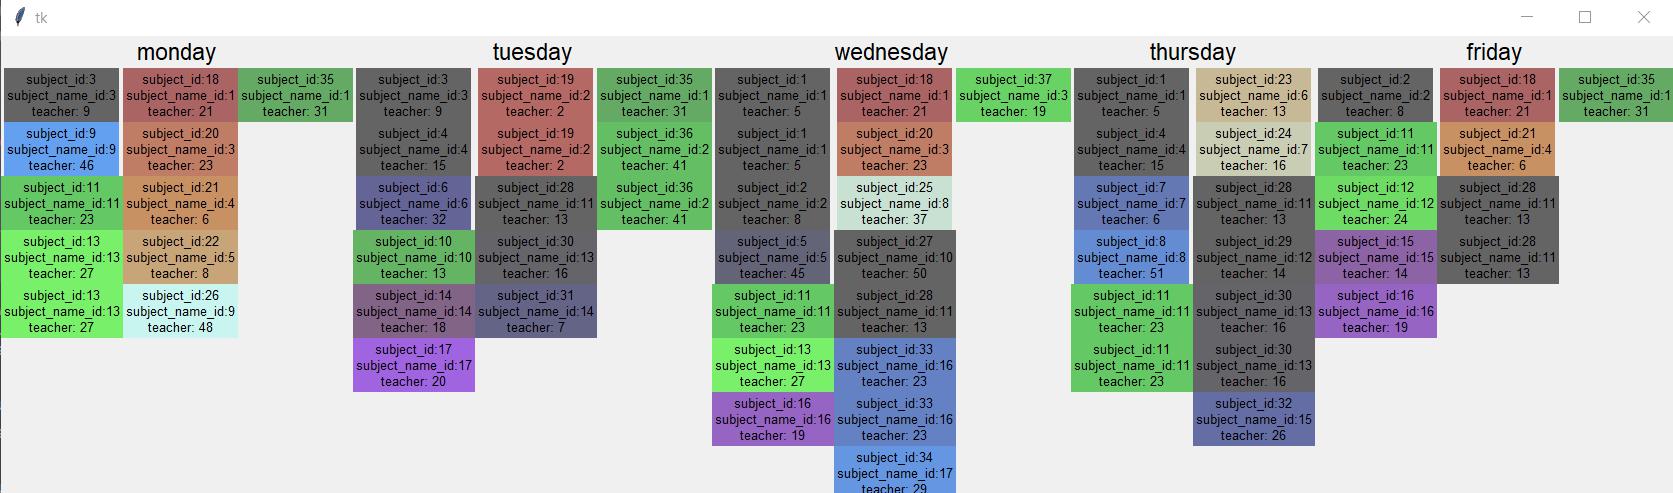 tk
monday
tuesday
wednesday
thursday
friday
subject_id:3
subject_name_id:3
teacher: 9
subject_id:9
subject_name_id:9
teacher: 46
subject_id:11
subject_name_id:11
teacher: 23
subject_id:13
subject_name_id:13
teacher: 27
subject_id:13
subject_name_id:13
teacher: 27
subject_id:18
subject_name_id:1
teacher: 21
subject_id:20
subject_name_id:3
teacher: 23
subject_id:21
subject_name_id:4
teacher: 6
subject_id:22
subject_name_id:5
teacher: 8
subject_id:26
subject_name_id:9
teacher: 48
subject_id:35
subject_name_id:1
teacher: 31
subject_id:3
subject_name_id:3
teacher: 9
subject_id:4
subject_name_id:4
teacher: 15
subject_id:6
subject_name_id:6
teacher: 32
subject_id:10
subject_name_id:10
teacher: 13
subject_id:14
subject_name_id:14
teacher: 18
subject_id:17
subject_name_id:17
teacher: 20
subject_id:19
subject_name_id:2
teacher: 2
subject_id:19
subject_name_id:2
teacher: 2
subject_id:28
subject_name_id:11
teacher: 13
subject_id:30
subject_name_id:13
teacher: 16
subject_id:31
subject_name_id:14
teacher: 7
subject_id:35
subject_name_id:1
teacher: 31
subject_id:36
subject_name_id:2
teacher: 41
subject_id:36
subject_name_id:2
teacher: 41
subject_id:1
subject_name_id:1
teacher: 5
subject_id:1
subject_name_id:1
teacher: 5
subject_id:2
subject_name_id:2
teacher: 8
subject_id:5
subject_name_id:5
teacher: 45
subject_id:11
subject_name_id:11
teacher: 23
subject_id:13
subject_name_id:13
teacher: 27
subject_id:16
subject_name_id:16
teacher: 19
subject_id:18
subject_name_id:1
teacher: 21
subject_id:20
subject_name_id:3
teacher: 23
subject_id:25
subject_name_id:8
teacher: 37
subject_id:27
subject_name_id:10
teacher: 50
subject_id:28
subject_name_id:11
teacher: 13
subject_id:33
subject_name_id:16
teacher: 23
subject_id:33
subject_name_id:16
teacher: 23
subject_id:34
subject_name_id:17
teacher: 29
subject_id:37
subject_name_id:3
teacher: 19
subject_id:1
subject_name_id:1
teacher: 5
subject_id:4
subject_name_id:4
teacher: 15
subject_id:7
subject_name_id:7
teacher: 6
subject_id:8
subject_name_id:8
teacher: 51
subject_id:11
subject_name_id:11
teacher: 23
subject_id:11
subject_name_id:11
teacher: 23
subject_id:23
subject_name_id:6
teacher: 13
subject_id:24
subject_name_id:7
teacher: 16
subject_id:28
subject_name_id:11
teacher: 13
subject_id:29
subject_name_id:12
teacher: 14
subject_id:30
subject_name_id:13
teacher: 16
subject_id:30
subject_name_id:13
teacher: 16
subject_id:32
subject_name_id:15
teacher: 26
subject_id:2
subject_name_id:2
teacher: 8
subject_id:11
subject_name_id:11
teacher: 23
subject_id:12
subject_name_id:12
teacher: 24
subject_id:15
subject_name_id:15
teacher: 14
subject_id:16
subject_name_id:16
teacher: 19
subject_id:18
subject_name_id:1
teacher: 21
subject_id:21
subject_name_id:4
teacher: 6
subject_id:28
subject_name_id:11
teacher: 13
subject_id:28
subject_name_id:11
teacher: 13
subject_id:35
subject_name_id:1
teacher: 31